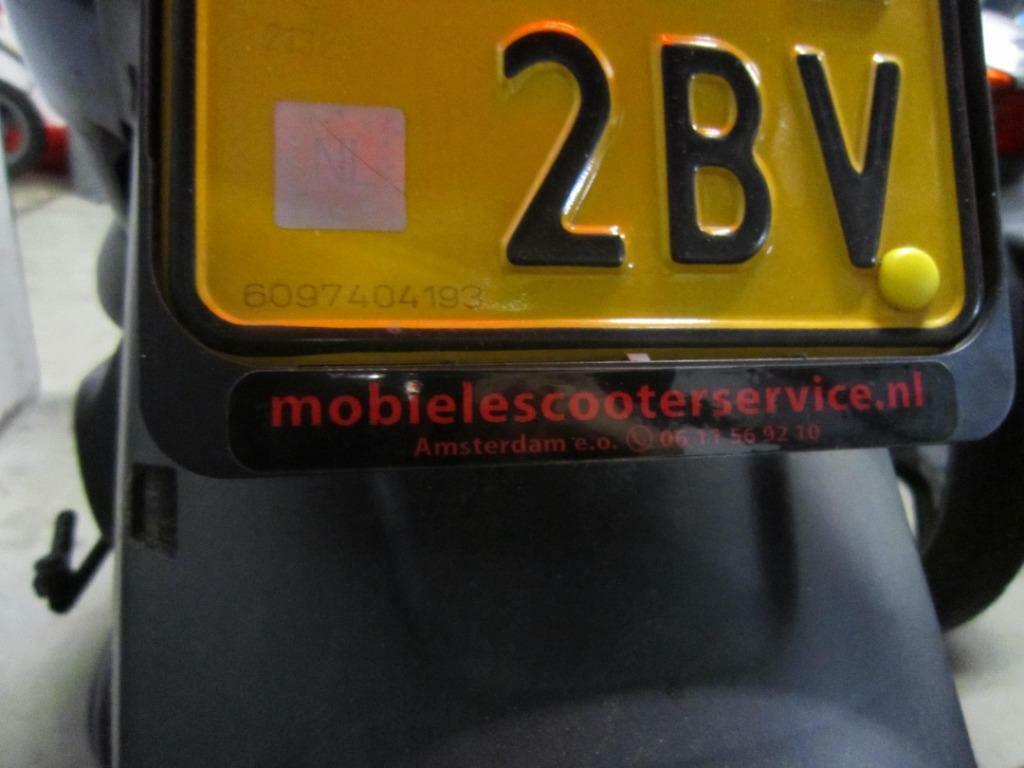 2BV
NL
6097404193
mobielescooterservice.nl
Amsterdam e.o. 06 11 56 92 10